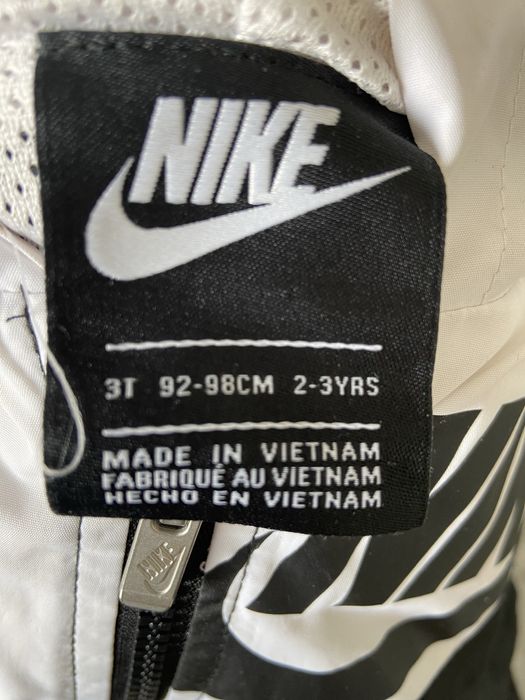 NIKE
3T 92-98CM 2-3YRS
MADE IN VIETNAM
FABRIQUÉ AU VIETNAM
HECHO EN VIETNAM
NIKE